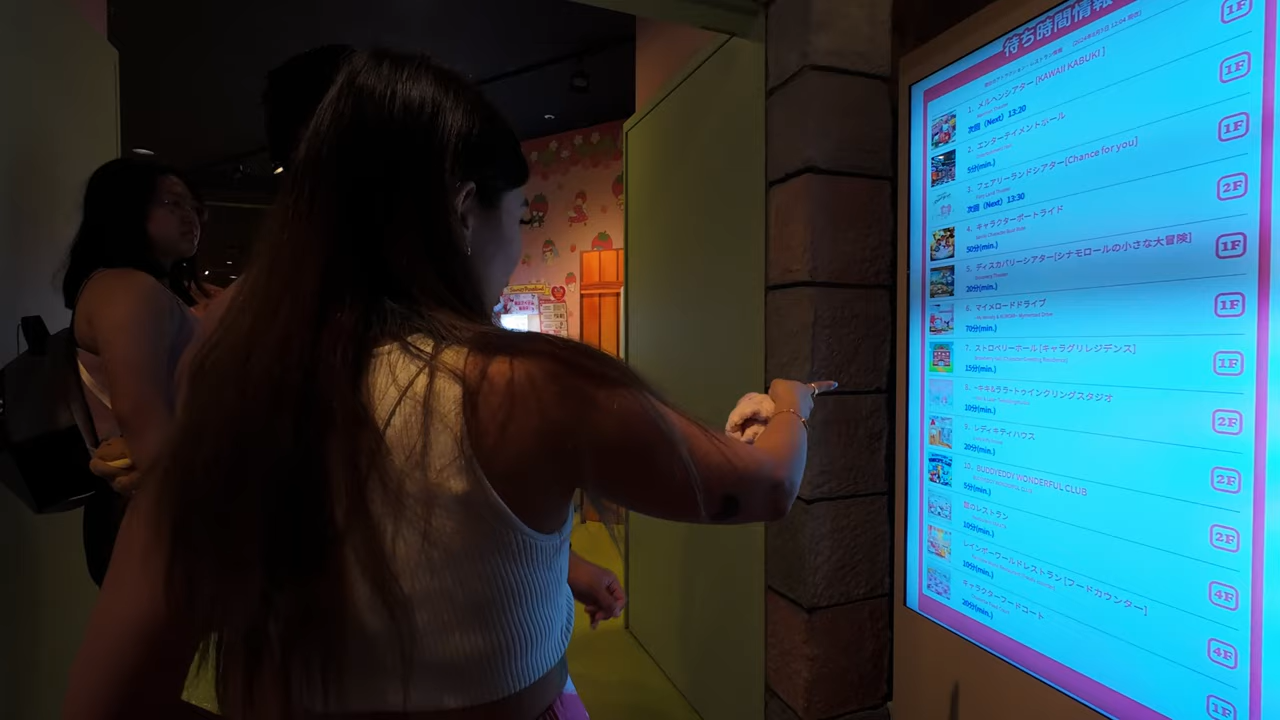 待ち時間情報
1F
1. メルヘンシアター [KAWAII KABUKI]
次回 (Next) 13:20
1F
2. エンターテイメントホール
5分(min.)
1F
3. フェアリーランドシアター[Chance for you]
次回 (Next) 13:30
2F
4. キャラクターボートライド
50分(min.)
1F
5. ディスカバリーシアター[シナモロールの小さな大冒険]
20分(min.)
1F
6. マイメロードドライブ
70分(min.)
1F
7. ストロベリーホール[キャラグリレジデンス]
15分(min.)
2F
8. ~キキ&ララ~トゥインクリングスタジオ
10分(min.)
2F
9. レディキティハウス
20分(min.)
2F
10. BUDDYEDDY WONDERFUL CLUB
5分(min.)
4F
館のレストラン
10分(min.)
4F
レインボーワールドレストラン[フードカウンター]
10分(min.)
1F
キャラクターフードコート
20分(min.)